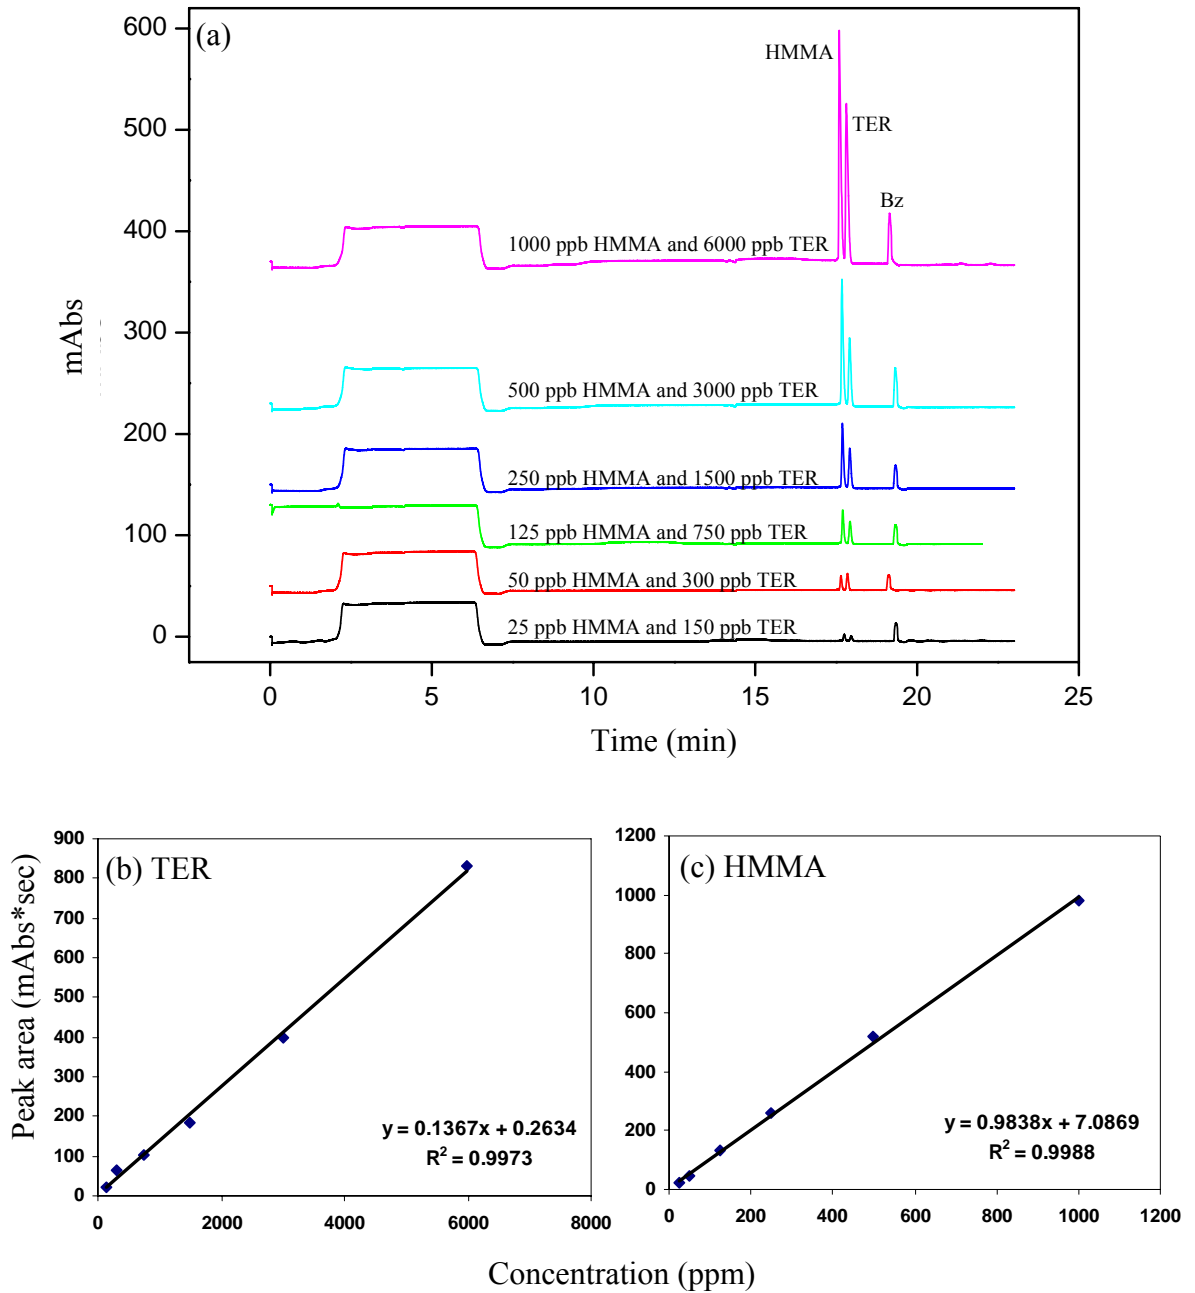 (a)
600
500
400
300
200
100
0
mAbs
HMMA
TER
Bz
1000 ppb HMMA and 6000 ppb TER
500 ppb HMMA and 3000 ppb TER
250 ppb HMMA and 1500 ppb TER
125 ppb HMMA and 750 ppb TER
50 ppb HMMA and 300 ppb TER
25 ppb HMMA and 150 ppb TER
0 5 10 15 20 25
Time (min)
Peak area (mAbs*sec)
(b) TER
900
800
700
600
500
400
300
200
100
0
y = 0.1367x + 0.2634
R² = 0.9973
0 2000 4000 6000 8000
(c) HMMA
1200
1000
800
600
400
200
0
y = 0.9838x + 7.0869
R² = 0.9988
0 200 400 600 800 1000 1200
Concentration (ppm)